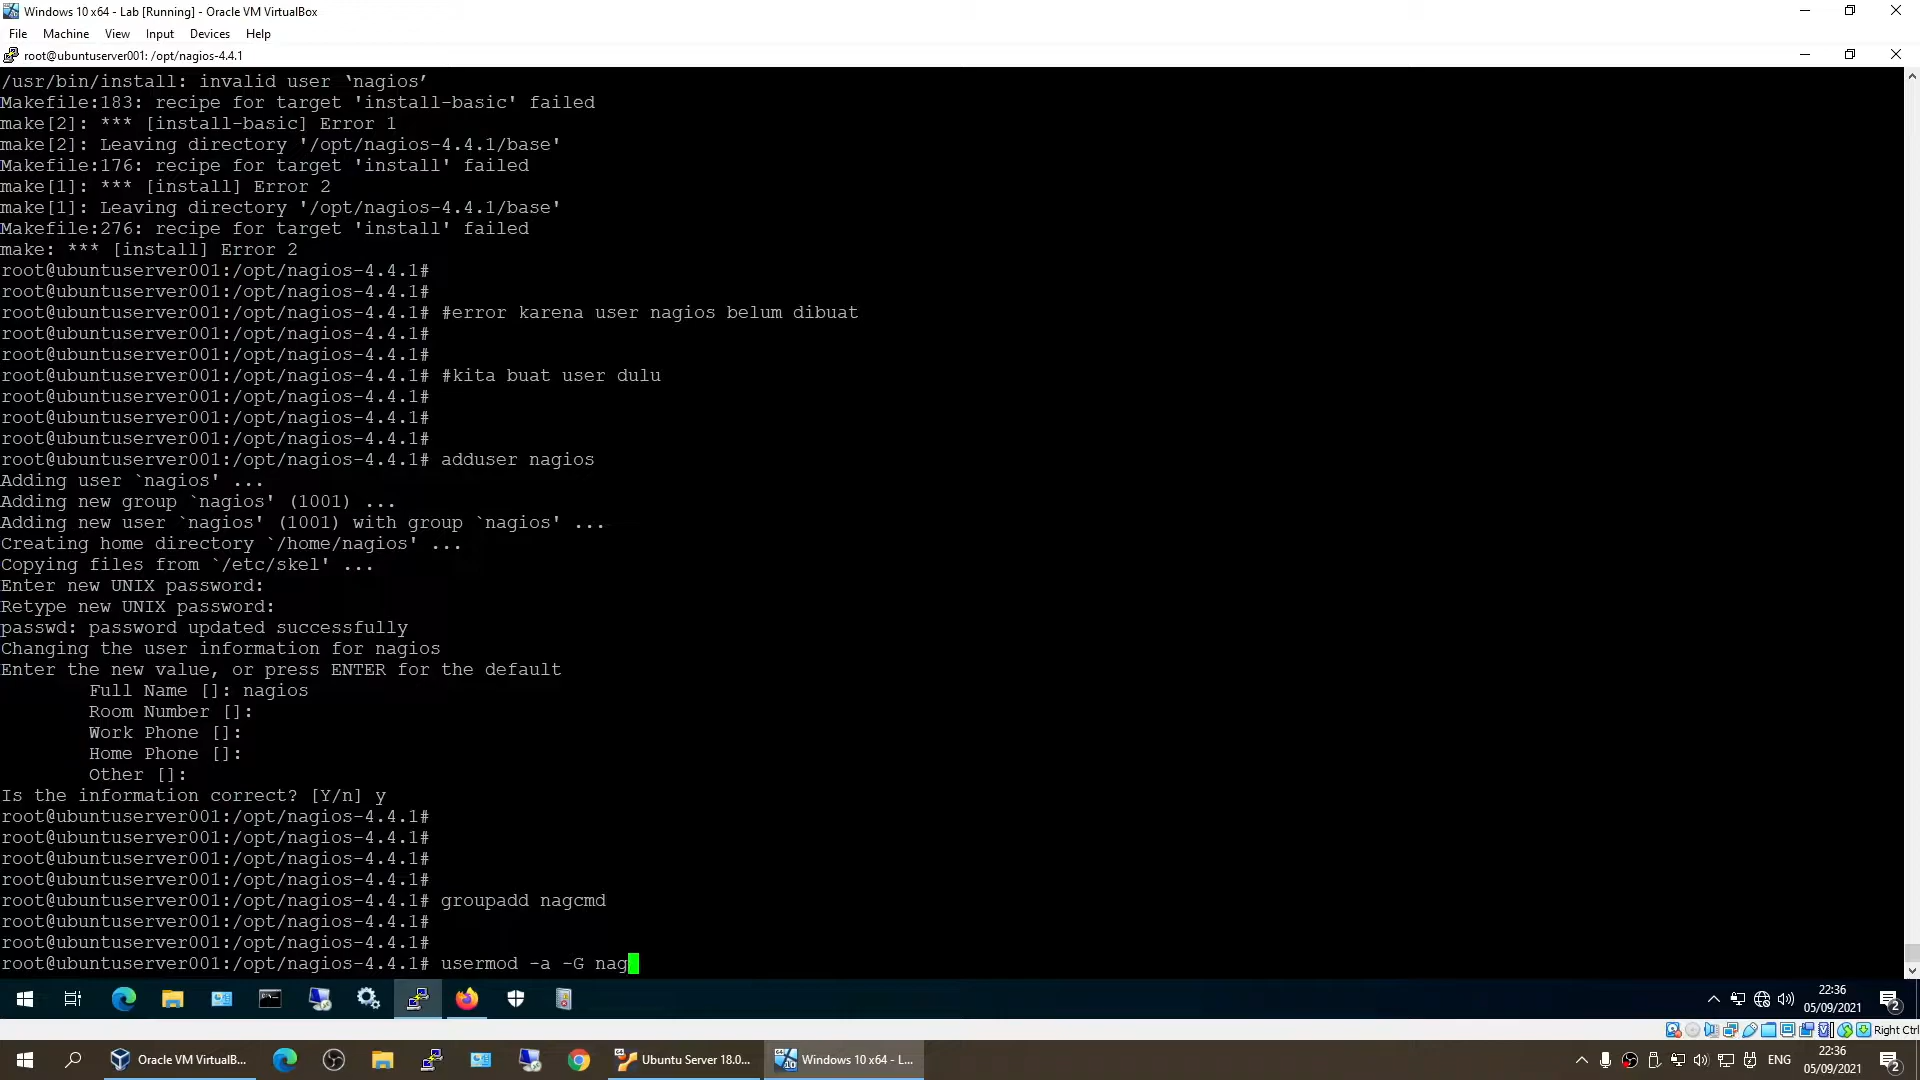 Windows 10 x64 - Lab [Running] - Oracle VM VirtualBox
File Machine View Input Devices Help
root@ubuntuserver001: /opt/nagios-4.4.1
/usr/bin/install: invalid user ‘nagios’
Makefile:183: recipe for target 'install-basic' failed
make[2]: *** [install-basic] Error 1
make[2]: Leaving directory '/opt/nagios-4.4.1/base'
Makefile:176: recipe for target 'install' failed
make[1]: *** [install] Error 2
make[1]: Leaving directory '/opt/nagios-4.4.1/base'
Makefile:276: recipe for target 'install' failed
make: *** [install] Error 2
root@ubuntuserver001:/opt/nagios-4.4.1#
root@ubuntuserver001:/opt/nagios-4.4.1#
root@ubuntuserver001:/opt/nagios-4.4.1# #error karena user nagios belum dibuat
root@ubuntuserver001:/opt/nagios-4.4.1#
root@ubuntuserver001:/opt/nagios-4.4.1#
root@ubuntuserver001:/opt/nagios-4.4.1# #kita buat user dulu
root@ubuntuserver001:/opt/nagios-4.4.1#
root@ubuntuserver001:/opt/nagios-4.4.1#
root@ubuntuserver001:/opt/nagios-4.4.1#
root@ubuntuserver001:/opt/nagios-4.4.1# adduser nagios
Adding user `nagios' ...
Adding new group `nagios' (1001) ...
Adding new user `nagios' (1001) with group `nagios' ...
Creating home directory `/home/nagios' ...
Copying files from `/etc/skel' ...
Enter new UNIX password:
Retype new UNIX password:
passwd: password updated successfully
Changing the user information for nagios
Enter the new value, or press ENTER for the default
Full Name []: nagios
Room Number []:
Work Phone []:
Home Phone []:
Other []:
Is the information correct? [Y/n] y
root@ubuntuserver001:/opt/nagios-4.4.1#
root@ubuntuserver001:/opt/nagios-4.4.1#
root@ubuntuserver001:/opt/nagios-4.4.1#
root@ubuntuserver001:/opt/nagios-4.4.1#
root@ubuntuserver001:/opt/nagios-4.4.1# groupadd nagcmd
root@ubuntuserver001:/opt/nagios-4.4.1#
root@ubuntuserver001:/opt/nagios-4.4.1#
root@ubuntuserver001:/opt/nagios-4.4.1# usermod -a -G nag
22:36
05/09/2021
2
Right Ctrl
Oracle VM VirtualB...
Ubuntu Server 18.0...
Windows 10 x64 - L...
ENG
22:36
05/09/2021
2